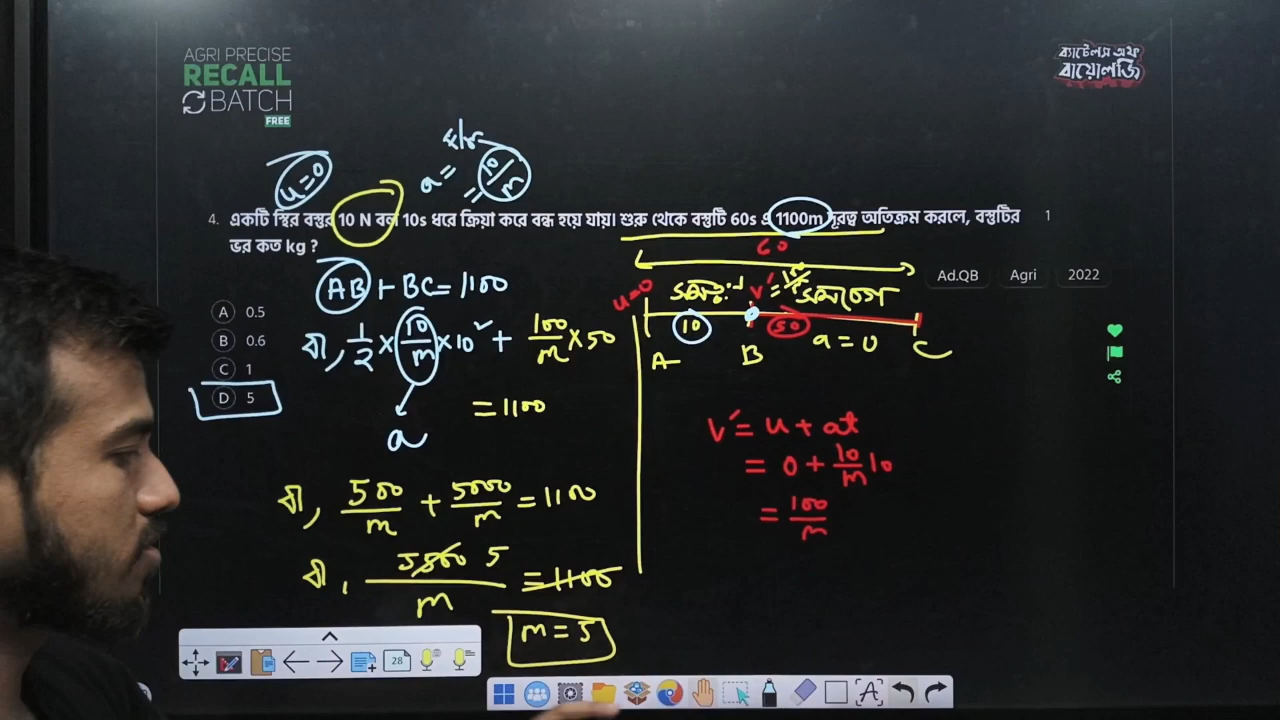 AGRI PRECISE
RECALL
BATCH
FREE
ব্যাটেলস অফ
বায়োলজি
u=0
a =
= 10/m
4. একটি স্থির বস্তুর 10 N বল 10s ধরে ক্রিয়া করে বন্ধ হয়ে যায়। শুরু থেকে বস্তুটি 60s এ 1100m দূরত্ব অতিক্রম করলে, বস্তুটির 1
ভর কত kg ?
Ad.QB Agri 2022
A 0.5
B 0.6
C 1
D 5
AB + BC = 1100
বা, 1/2 × 10/m × 10² + 100/m × 50
= 1100
a
বা, 500/m + 5000/m = 1100
বা, 5500 5/m = 1100
m = 5
60
u=0 v'= সমবেগ
10 50 a = 0
A B C
v' = u + at
= 0 + 10/m 10
= 100/m
28